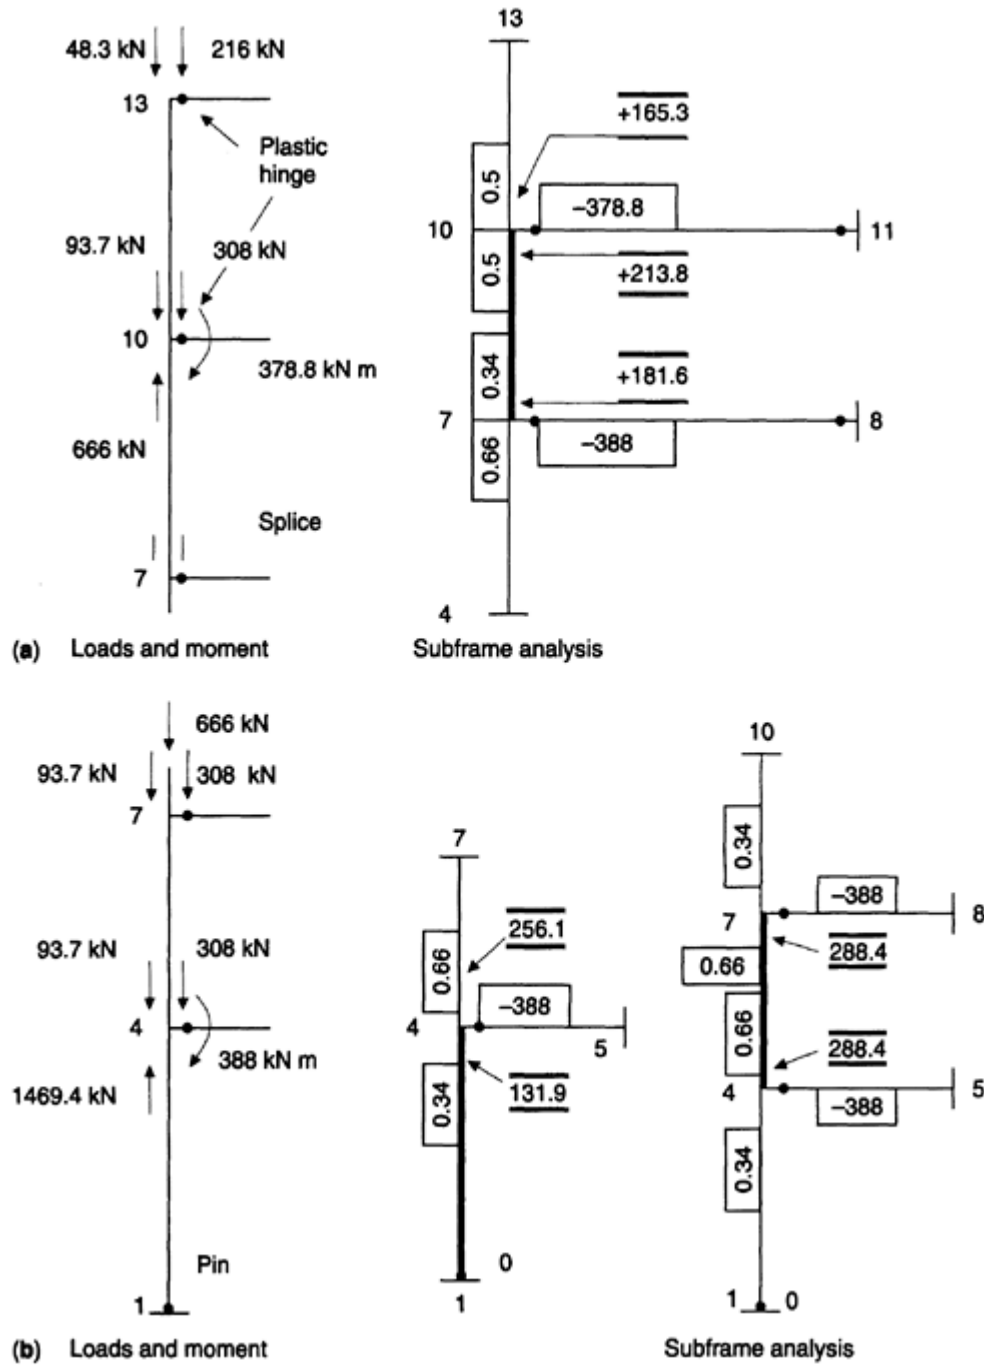 48.3 kN
216 kN
13
Plastic
hinge
93.7 kN
308 kN
10
378.8 kN m
666 kN
Splice
7
(a) Loads and moment
13
+165.3
0.5
−378.8
10
11
0.5
+213.8
0.34
+181.6
7
8
0.66
−388
4
Subframe analysis
666 kN
93.7 kN
308 kN
7
93.7 kN
308 kN
4
388 kN m
1469.4 kN
Pin
1
(b) Loads and moment
7
256.1
0.66
−388
4
5
131.9
0.34
0
1
10
0.34
−388
7
8
288.4
0.66
0.66
288.4
4
5
−388
0.34
1
0
Subframe analysis